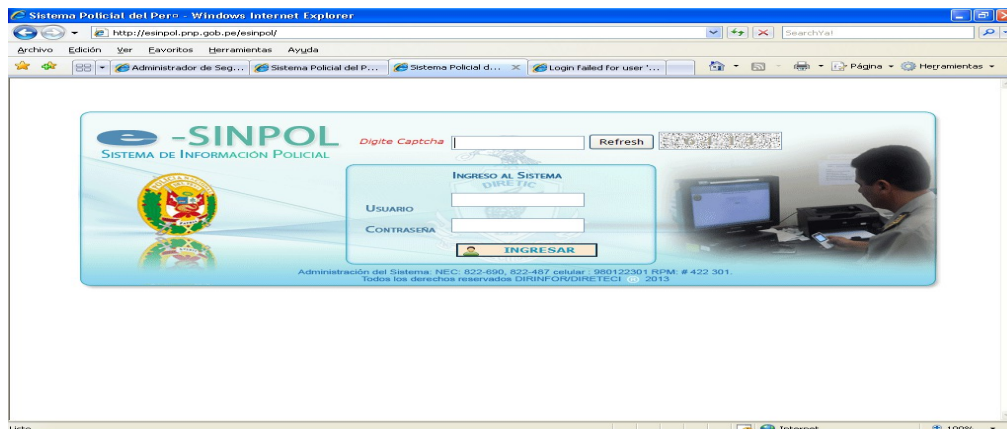 Sistema Policial del Per¤ - Windows Internet Explorer
http://esinpol.pnp.gob.pe/esinpol/
SearchYa!
Archivo Edición Ver Favoritos Herramientas Ayuda
Administrador de Seg... Sistema Policial del P... Sistema Policial d... Login failed for user '... Página Herramientas
e-SINPOL
SISTEMA DE INFORMACIÓN POLICIAL
Digite Captcha Refresh
INGRESO AL SISTEMA
DIRETIC
USUARIO
CONTRASEÑA
INGRESAR
Administración del Sistema: NEC: 822-690, 822-487 celular : 980122301 RPM: # 422 301.
Todos los derechos reservados DIRINFOR/DIRETECI © 2013
Listo Internet 100%